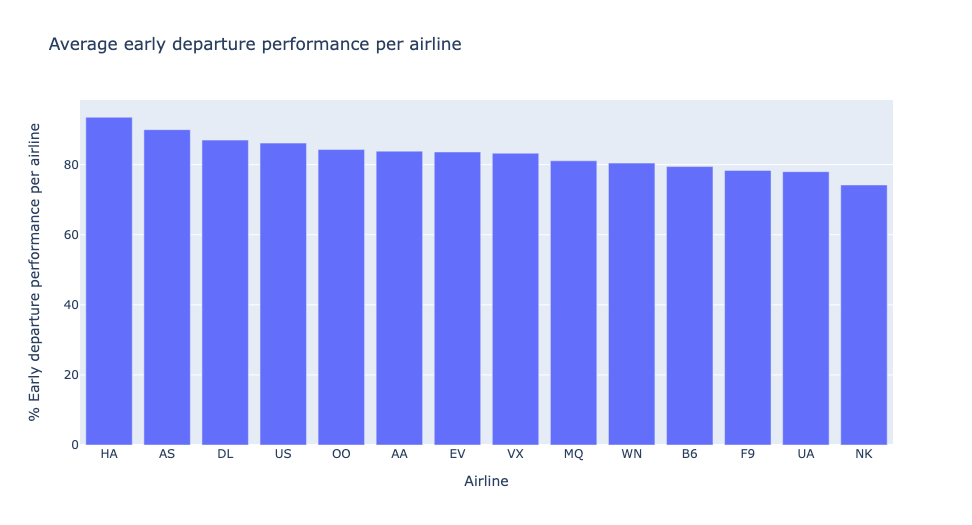 Average early departure performance per airline
% Early departure performance per airline
80
60
40
20
0
HA AS DL US OO AA EV VX MQ WN B6 F9 UA NK
Airline